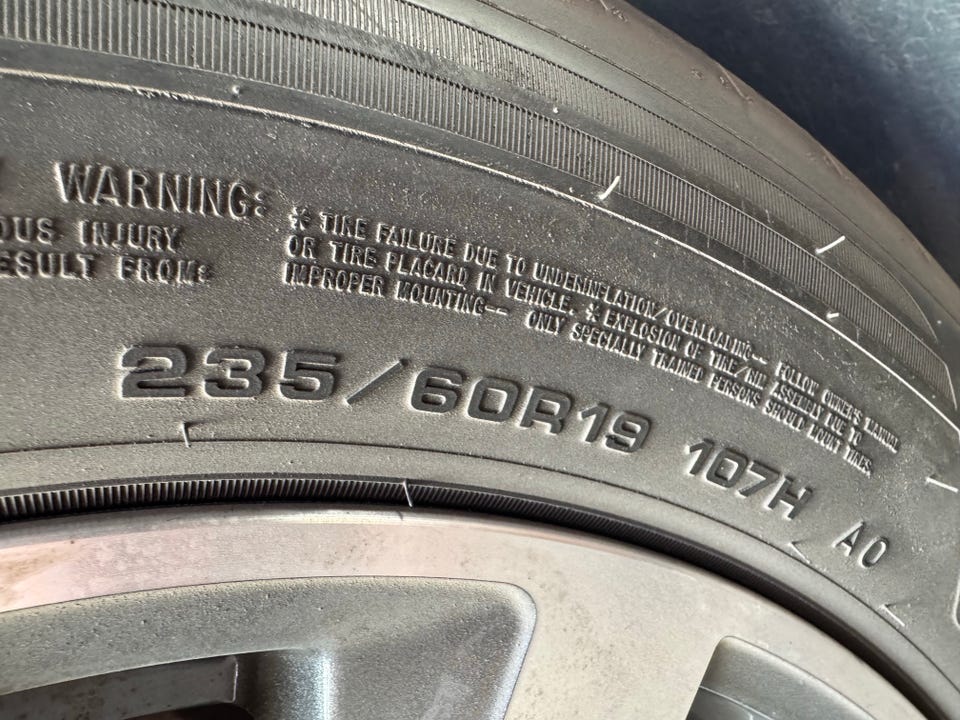 WARNING:
OUS INJURY
ESULT FROM:
* TIRE FAILURE DUE TO UNDERINFLATION/OVERLOADING-- FOLLOW OWNER'S MANUAL
OR TIRE PLACARD IN VEHICLE. * EXPLOSION OF TIRE/RIM ASSEMBLY DUE TO
IMPROPER MOUNTING-- ONLY SPECIALLY TRAINED PERSONS SHOULD MOUNT TIRES.
235/60R19 107H AO